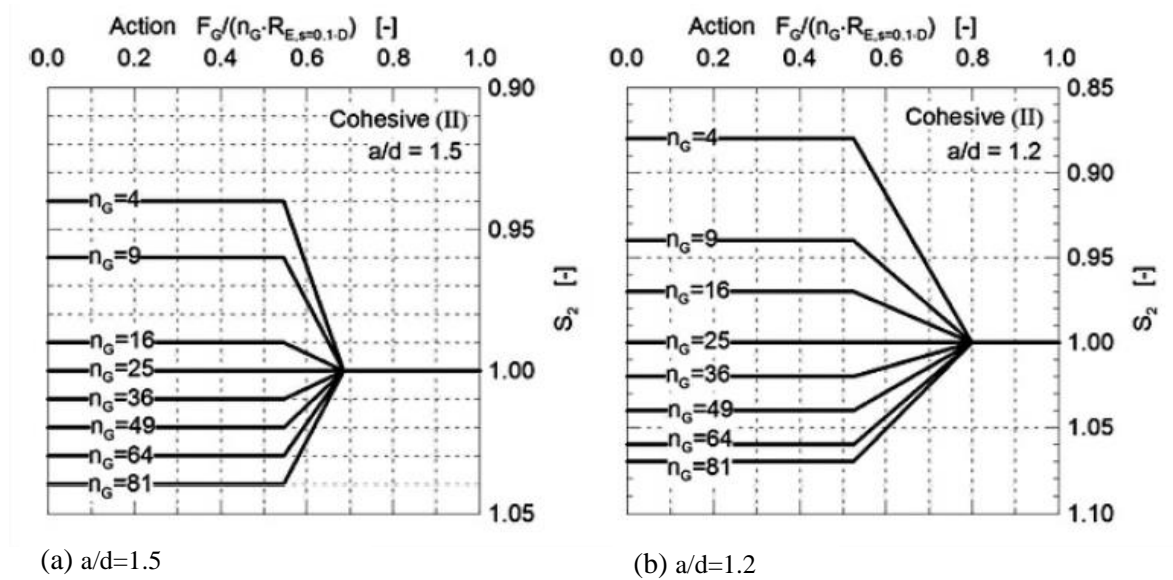 Action F_G/(n_G·R_E,s=0.1·D) [-]
0.0 0.2 0.4 0.6 0.8 1.0
0.90
Cohesive (II)
a/d = 1.5
n_G=4
0.95
n_G=9
S_2 [-]
n_G=16
n_G=25
1.00
n_G=36
n_G=49
n_G=64
n_G=81
1.05
(a) a/d=1.5
Action F_G/(n_G·R_E,s=0.1·D) [-]
0.0 0.2 0.4 0.6 0.8 1.0
0.85
Cohesive (II)
n_G=4
a/d = 1.2
0.90
n_G=9
0.95
S_2 [-]
n_G=16
n_G=25
1.00
n_G=36
n_G=49
n_G=64
1.05
n_G=81
1.10
(b) a/d=1.2